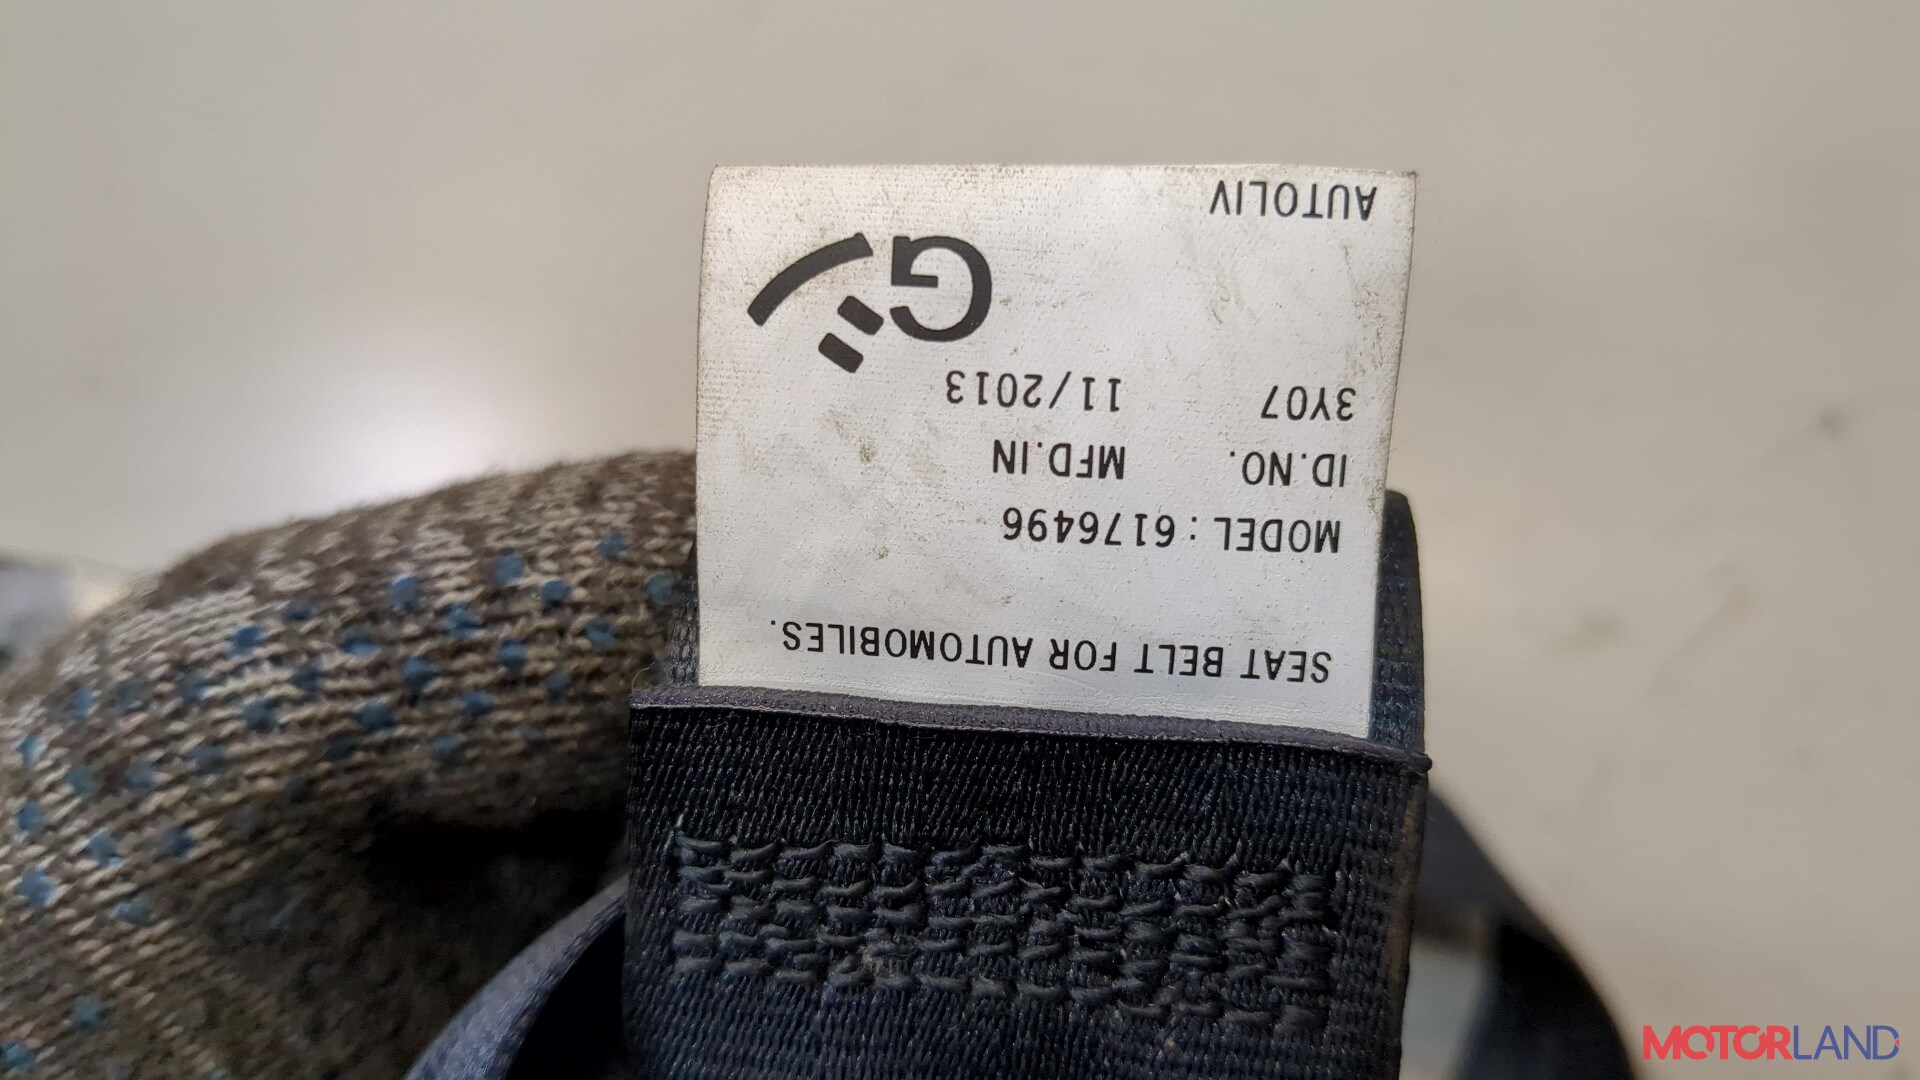 SEAT BELT FOR AUTOMOBILES.
MODEL : 6176496
ID.NO. MFD.IN
3Y07 11/2013
G
AUTOLIV
MOTORLAND